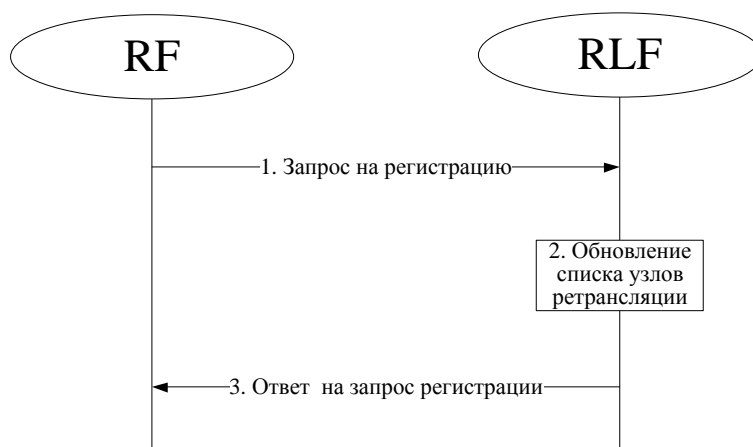 RF
RLF
1. Запрос на регистрацию
2. Обновление
списка узлов
ретрансляции
3. Ответ на запрос регистрации